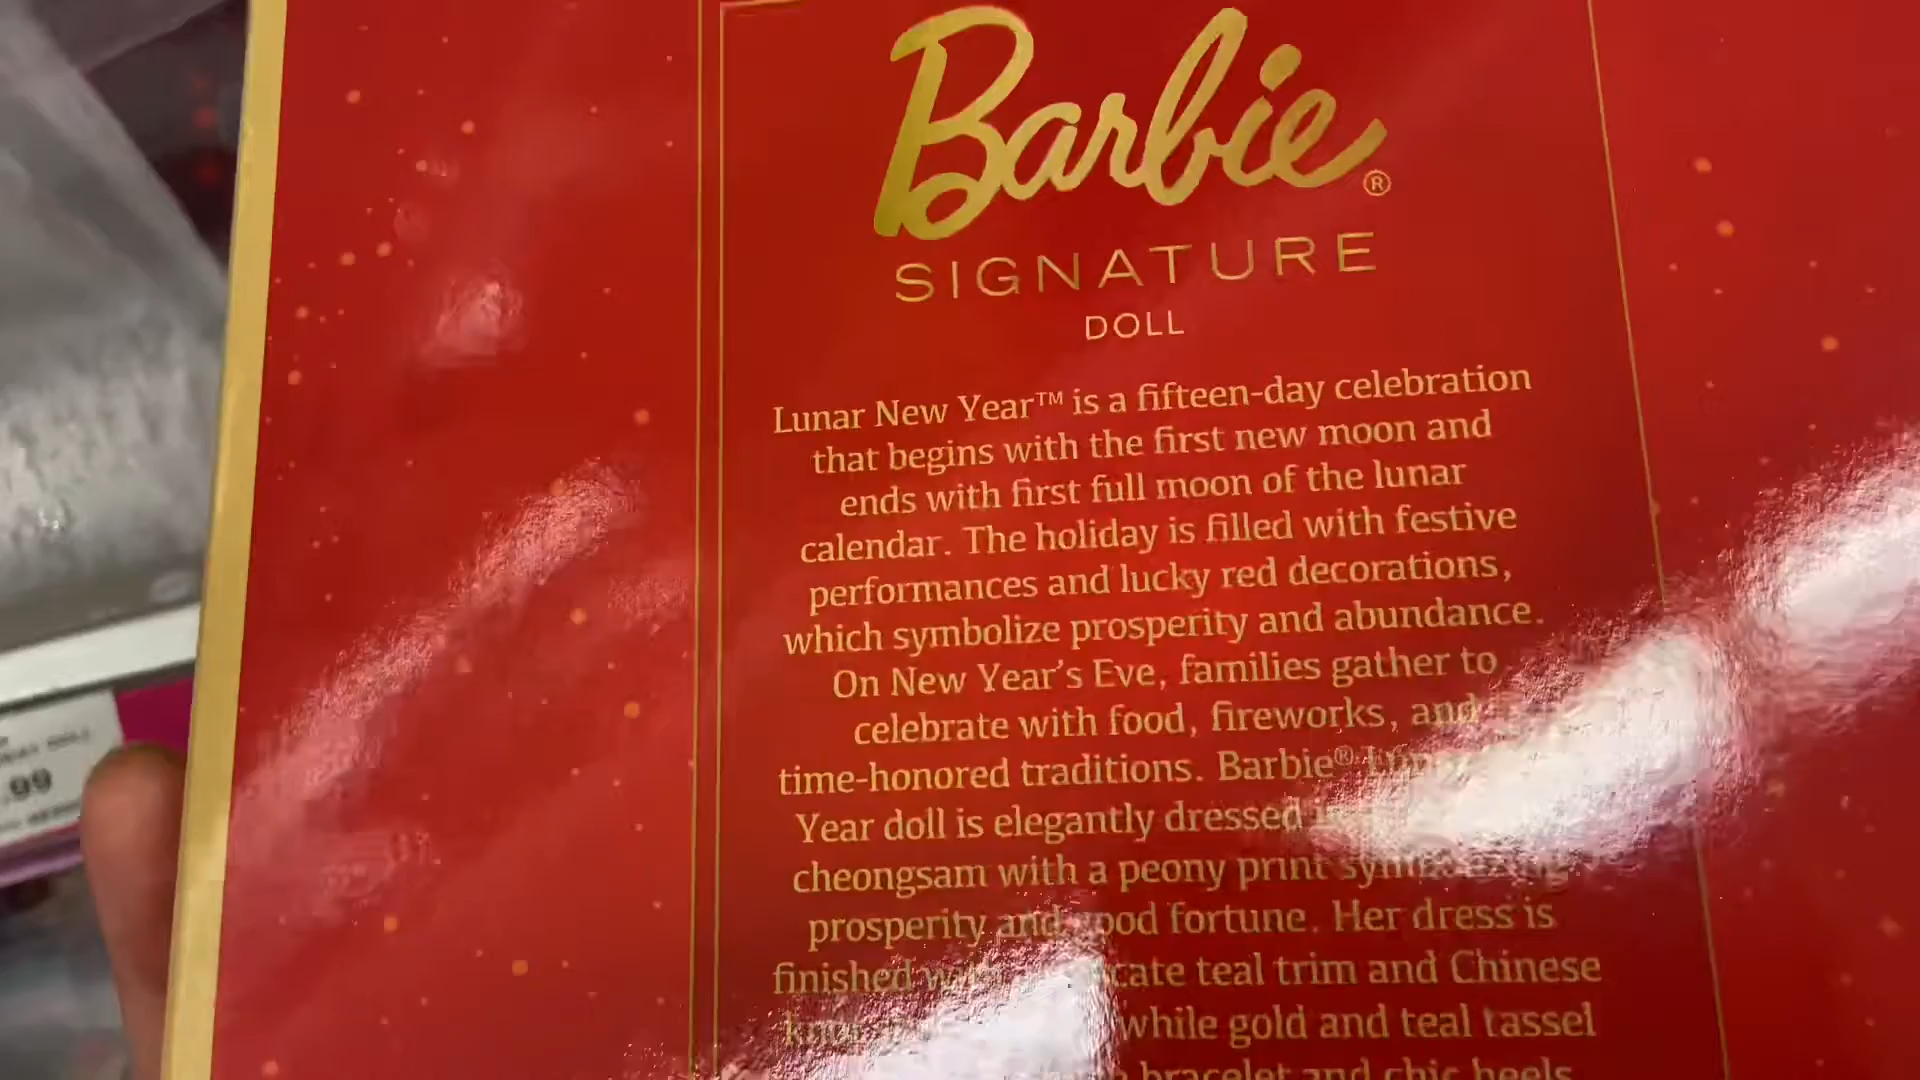 Barbie®
SIGNATURE
DOLL
Lunar New Year™ is a fifteen-day celebration
that begins with the first new moon and
ends with first full moon of the lunar
calendar. The holiday is filled with festive
performances and lucky red decorations,
which symbolize prosperity and abundance.
On New Year's Eve, families gather to
celebrate with food, fireworks, and
time-honored traditions. Barbie®
Year doll is elegantly dressed
cheongsam with a peony print
prosperity and good fortune. Her dress is
finished teal trim and Chinese
while gold and teal tassel
bracelet and chic heels
.99